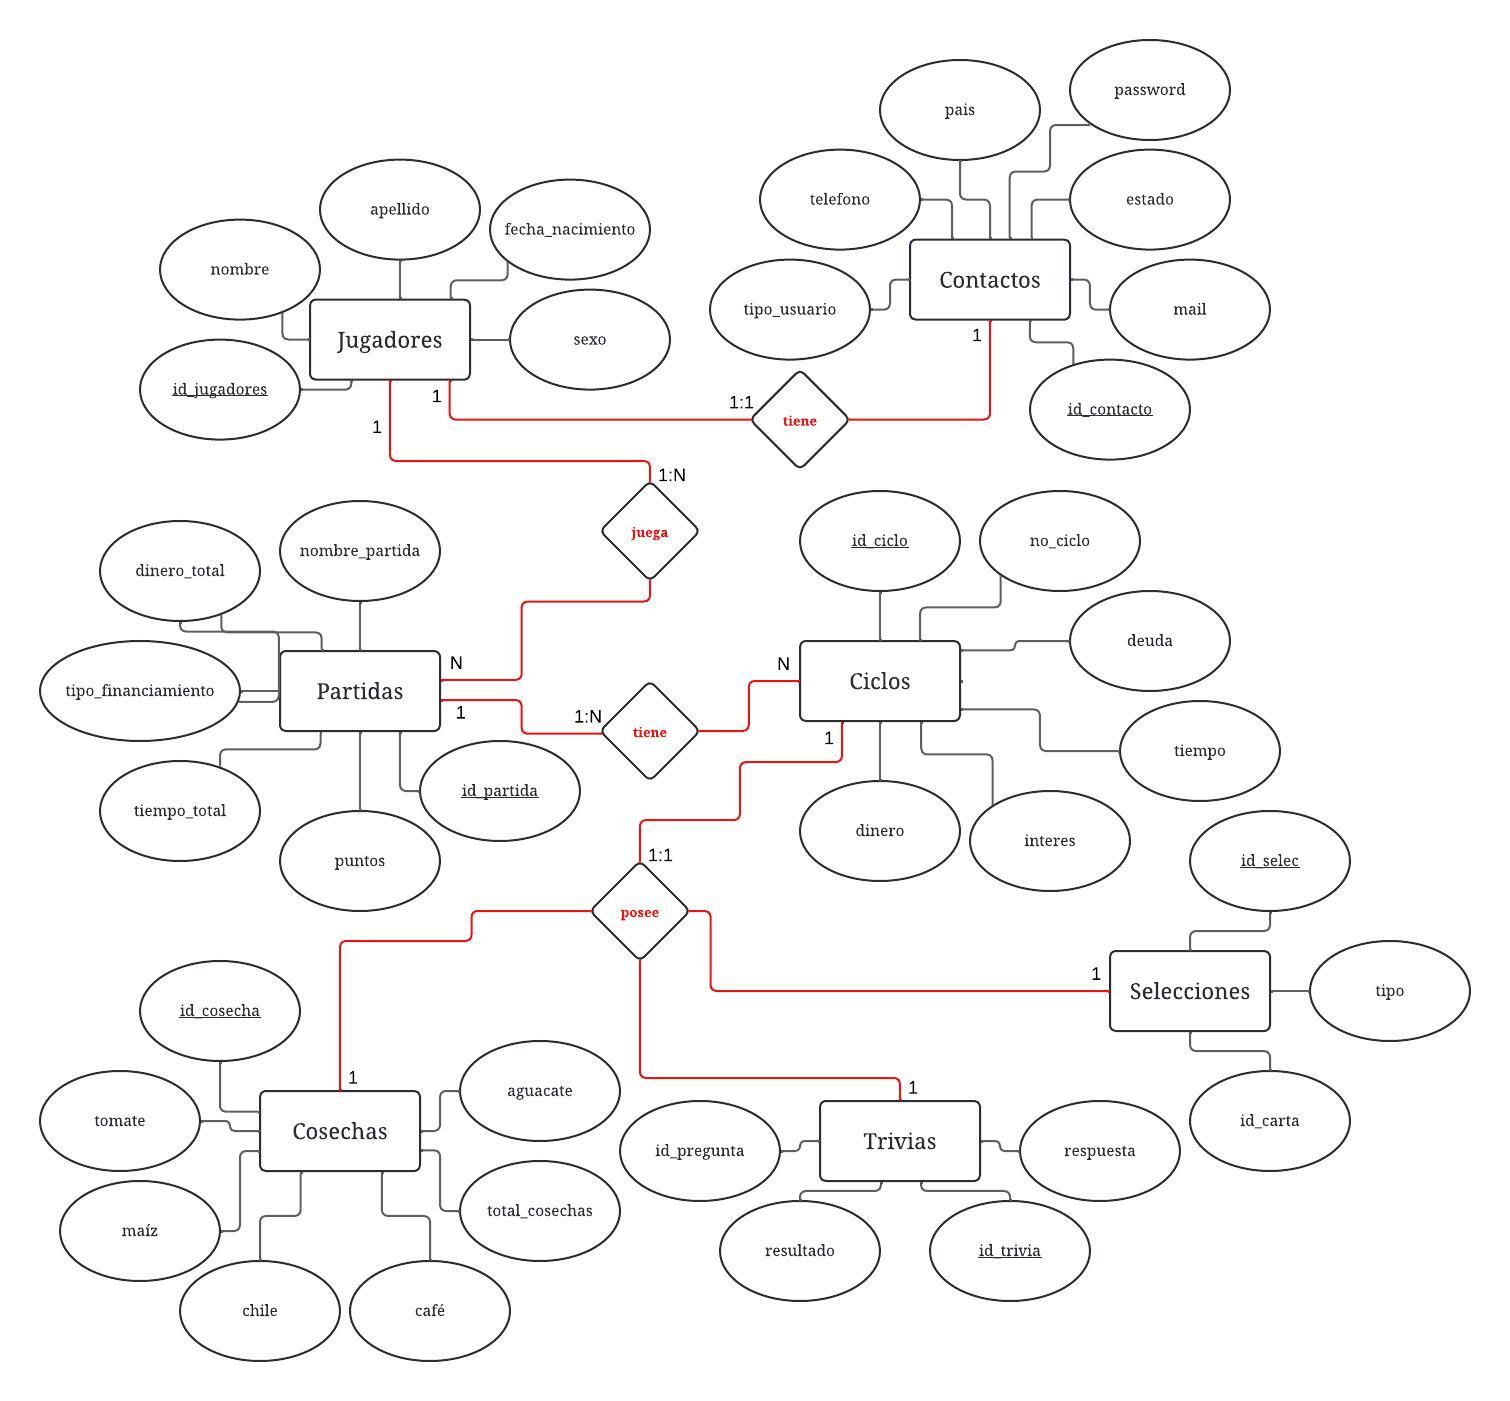 password
pais
telefono
estado
apellido
fecha_nacimiento
nombre
Contactos
tipo_usuario
mail
Jugadores
sexo
1
id_jugadores
1
1:1
id_contacto
tiene
1
1:N
juega
id_ciclo
no_ciclo
nombre_partida
dinero_total
deuda
N
N
Ciclos
tipo_financiamiento
Partidas
1
1:N
tiene
1
tiempo
id_partida
tiempo_total
dinero
interes
1:1
puntos
id_selec
posee
1
Selecciones
tipo
id_cosecha
1
1
aguacate
tomate
Cosechas
id_carta
Trivias
id_pregunta
respuesta
total_cosechas
maíz
resultado
id_trivia
chile
café
1